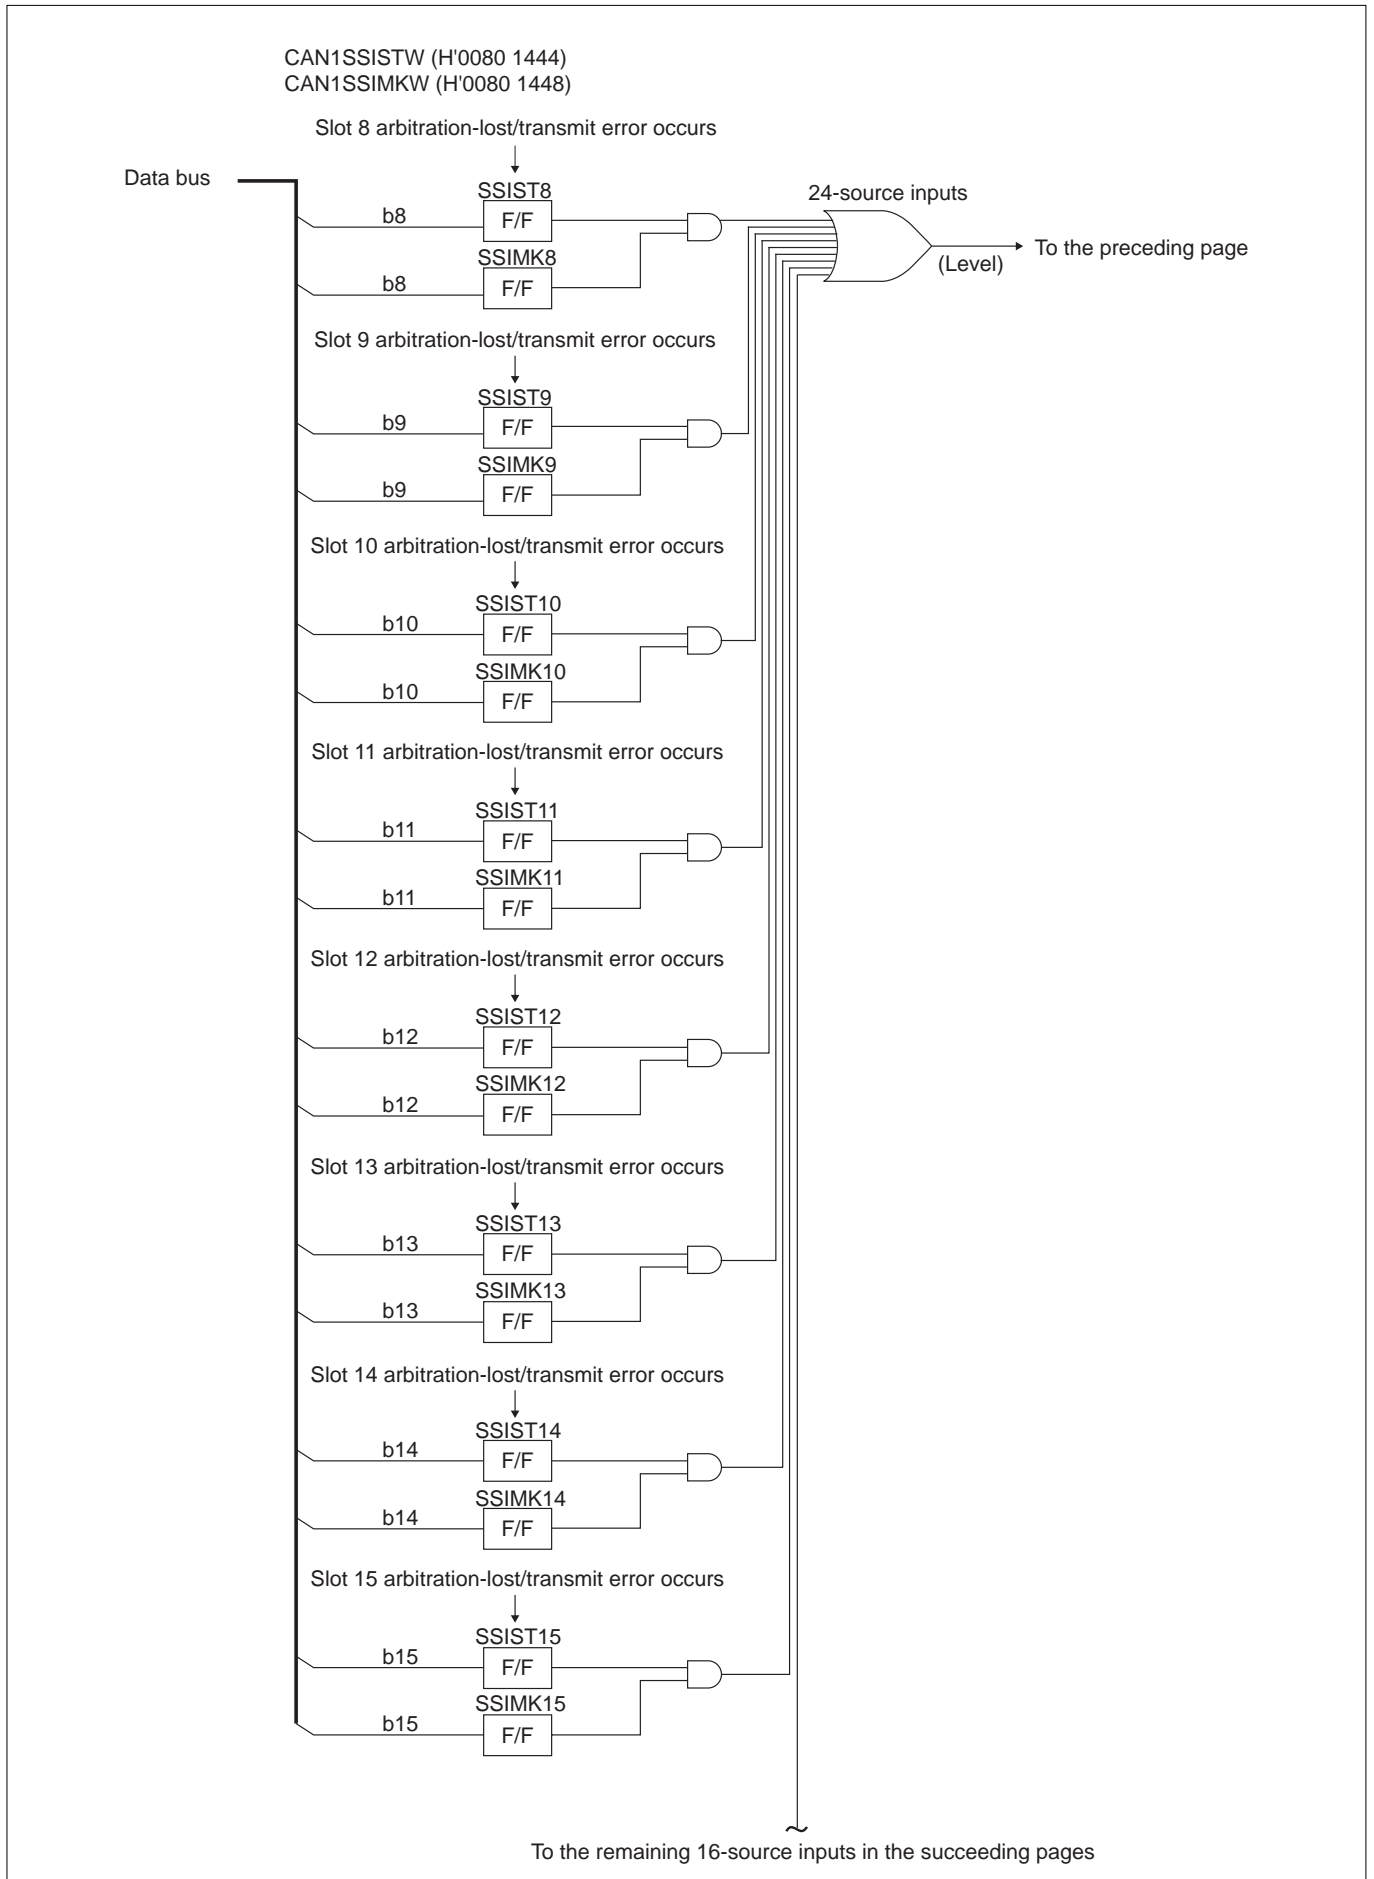 CAN1SSISTW (H'0080 1444)
CAN1SSIMKW (H'0080 1448)
Slot 8 arbitration-lost/transmit error occurs
Data bus
SSIST8
24-source inputs
b8
F/F
To the preceding page
(Level)
SSIMK8
b8
F/F
Slot 9 arbitration-lost/transmit error occurs
SSIST9
b9
F/F
SSIMK9
b9
F/F
Slot 10 arbitration-lost/transmit error occurs
SSIST10
b10
F/F
SSIMK10
b10
F/F
Slot 11 arbitration-lost/transmit error occurs
SSIST11
b11
F/F
SSIMK11
b11
F/F
Slot 12 arbitration-lost/transmit error occurs
SSIST12
b12
F/F
SSIMK12
b12
F/F
Slot 13 arbitration-lost/transmit error occurs
SSIST13
b13
F/F
SSIMK13
b13
F/F
Slot 14 arbitration-lost/transmit error occurs
SSIST14
b14
F/F
SSIMK14
b14
F/F
Slot 15 arbitration-lost/transmit error occurs
SSIST15
b15
F/F
SSIMK15
b15
F/F
To the remaining 16-source inputs in the succeeding pages